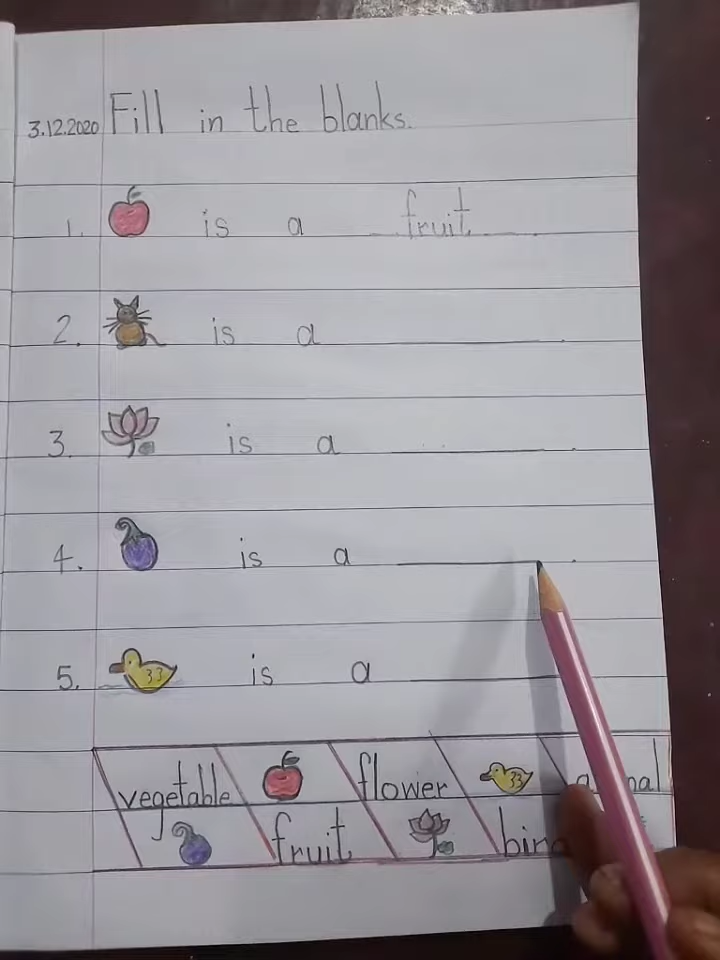 3.12.2020 Fill in the blanks.
1. is a fruit.
2. is a .
3. is a .
4. is a .
5. is a
vegetable flower
fruit